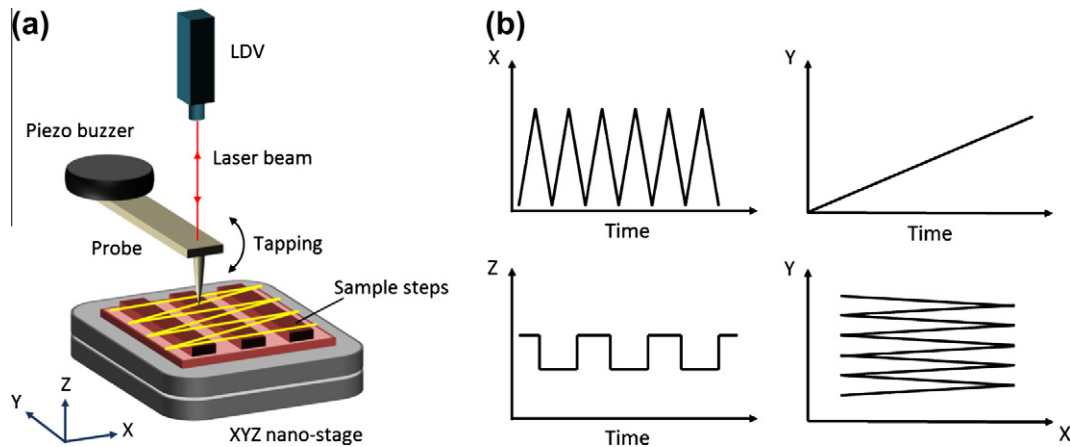 (a)
LDV
Piezo buzzer
Laser beam
Probe
Tapping
Sample steps
Z
Y
X
XYZ nano-stage
(b)
X
Time
Y
Time
Z
Time
Y
X